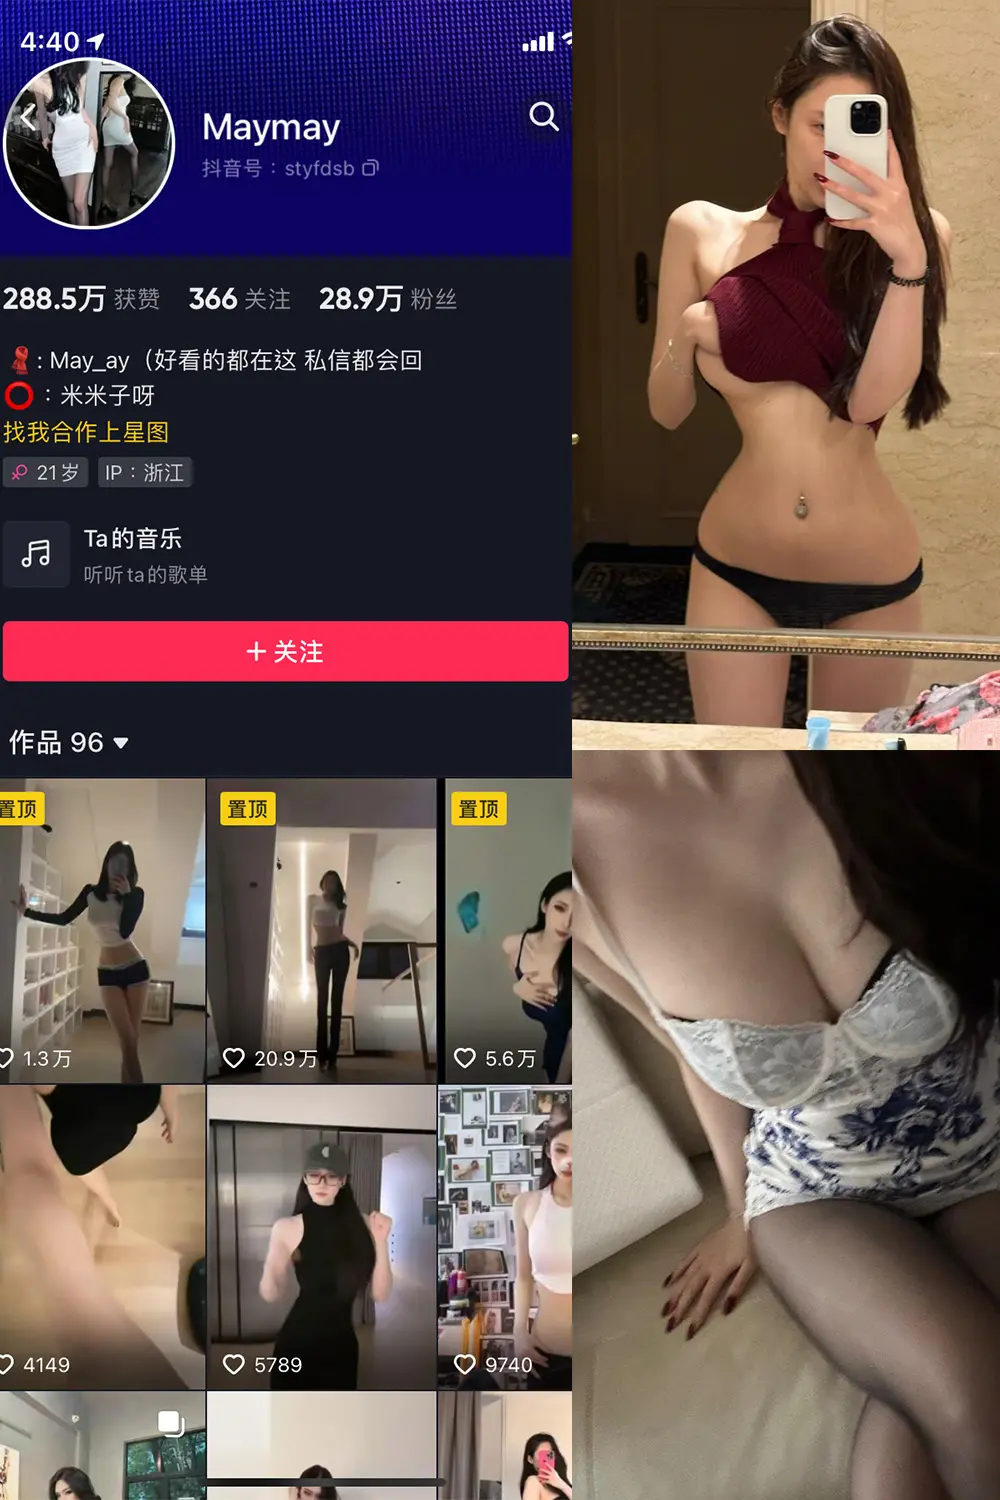 4:40
Maymay
抖音号：styfdsb
288.5万 获赞 366 关注 28.9万 粉丝
：May_ay（好看的都在这 私信都会回
：米米子呀
找我合作上星图
21岁 IP：浙江
Ta的音乐
听听ta的歌单
＋关注
作品 96
置顶 置顶 置顶
1.3万 20.9万 5.6万
4149 5789 9740